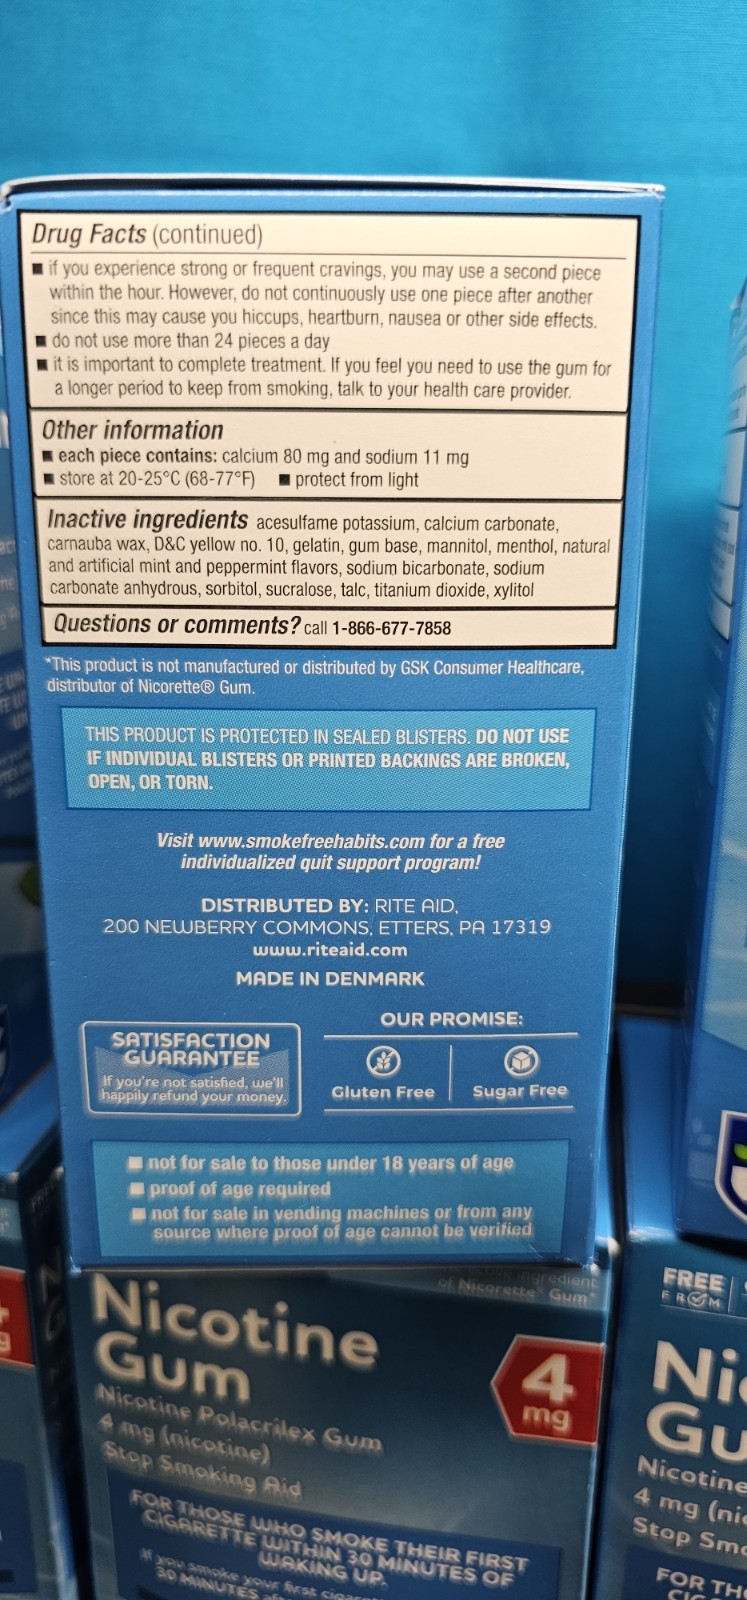 Drug Facts (continued)
■ if you experience strong or frequent cravings, you may use a second piece
within the hour. However, do not continuously use one piece after another
since this may cause you hiccups, heartburn, nausea or other side effects.
■ do not use more than 24 pieces a day
■ it is important to complete treatment. If you feel you need to use the gum for
a longer period to keep from smoking, talk to your health care provider.
Other information
■ each piece contains: calcium 80 mg and sodium 11 mg
■ store at 20-25°C (68-77°F) ■ protect from light
Inactive ingredients acesulfame potassium, calcium carbonate,
carnauba wax, D&C yellow no. 10, gelatin, gum base, mannitol, menthol, natural
and artificial mint and peppermint flavors, sodium bicarbonate, sodium
carbonate anhydrous, sorbitol, sucralose, talc, titanium dioxide, xylitol
Questions or comments? call 1-866-677-7858
*This product is not manufactured or distributed by GSK Consumer Healthcare,
distributor of Nicorette® Gum.
THIS PRODUCT IS PROTECTED IN SEALED BLISTERS. DO NOT USE
IF INDIVIDUAL BLISTERS OR PRINTED BACKINGS ARE BROKEN,
OPEN, OR TORN.
Visit www.smokefreehabits.com for a free
individualized quit support program!
DISTRIBUTED BY: RITE AID,
200 NEWBERRY COMMONS, ETTERS, PA 17319
www.riteaid.com
MADE IN DENMARK
SATISFACTION
GUARANTEE
If you're not satisfied, we'll
happily refund your money.
OUR PROMISE:
Gluten Free
Sugar Free
■ not for sale to those under 18 years of age
■ proof of age required
■ not for sale in vending machines or from any
source where proof of age cannot be verified
ingredient
of Nicorette® Gum*
Nicotine
Gum
Nicotine Polacrilex Gum
4 mg (nicotine)
Stop Smoking Aid
4
mg
FOR THOSE WHO SMOKE THEIR FIRST
CIGARETTE WITHIN 30 MINUTES OF
WAKING UP.
If you smoke your first
30 MINUTES
FREE
FROM
Nicotine
4 mg